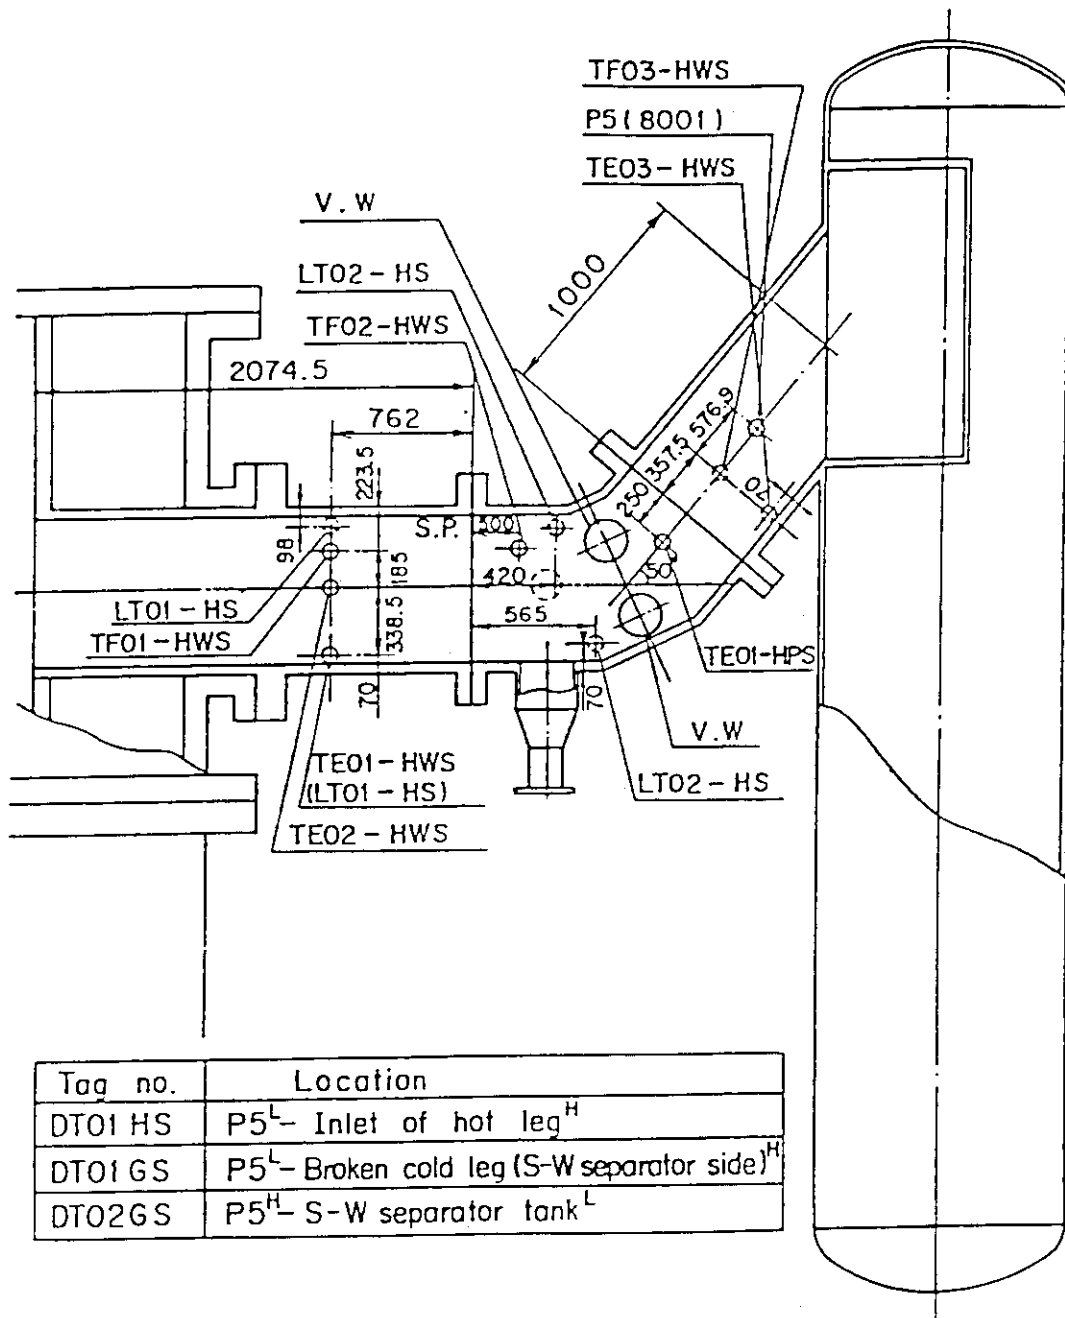 TF03-HWS
P5(8001)
TE03-HWS
V.W
LT02-HS
TF02-HWS
1000
2074.5
762
223.5
576.9
357.5
250
70
S.P.
300
98
185
420
50
LT01-HS
TF01-HWS
338.5
565
70
70
TE01-HPS
V.W
TE01-HWS
(LT01-HS)
LT02-HS
TE02-HWS
Tag no. Location
DT01 HS P5L- Inlet of hot legH
DT01 GS P5L- Broken cold leg (S-W separator side)H
DT02GS P5H- S-W separator tankL